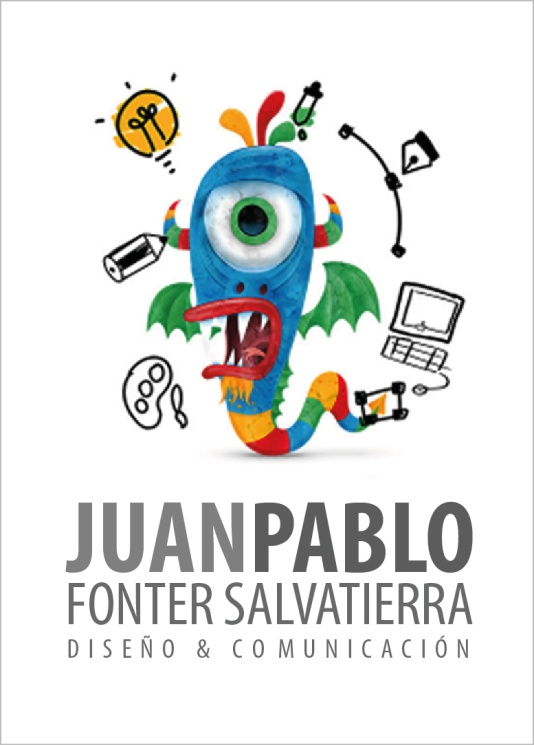 JUANPABLO
FONTER SALVATIERRA
DISEÑO & COMUNICACIÓN